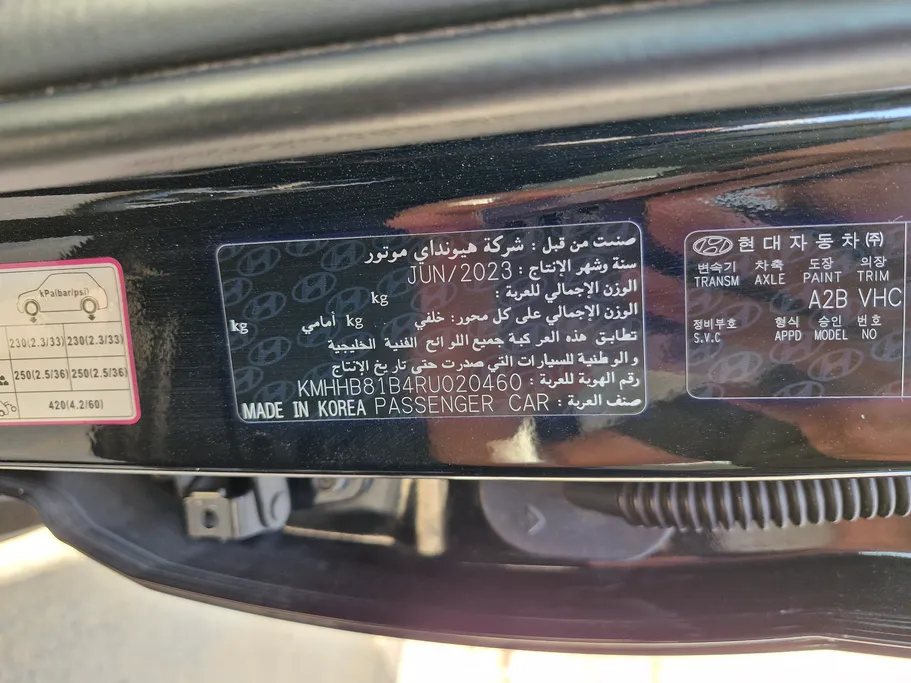 kPa(bar/psi)
230(2.3/33) 230(2.3/33)
250(2.5/36) 250(2.5/36)
420(4.2/60)
صنعت من قبل : شركة هيونداي موتور
سنة وشهر الإنتاج : JUN/2023
الوزن الإجمالي للعربة : kg
الوزن الإجمالي على كل محور: خلفي kg أمامي kg
تطابق هذه العركبة جميع اللوائح الفنية الخليجية
والوطنية للسيارات التي صدرت حتى تاريخ الإنتاج
رقم الهوية للعربة : KMHHB81B4RU020460
صنف العربة : PASSENGER CAR MADE IN KOREA
현대자동차㈜
변속기 차축 도장 의장
TRANSM AXLE PAINT TRIM
A2B VHC
정비부호 형식 승인 번호
S.V.C APPD MODEL NO